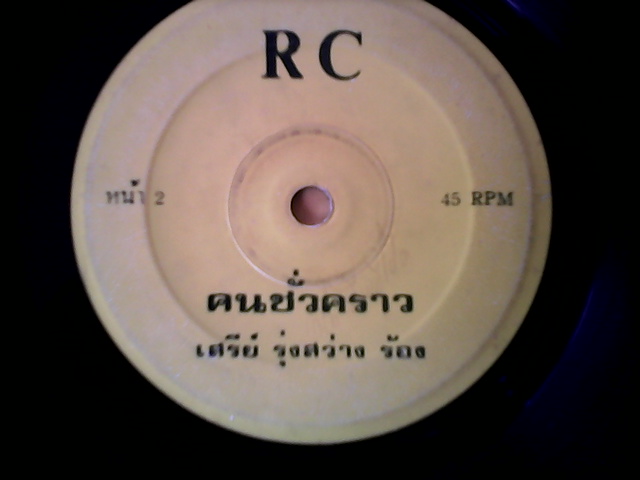 R C
หน้า 2
45 RPM
คนชั่วคราว
เสรีย์ รุ่งสว่าง ร้อง